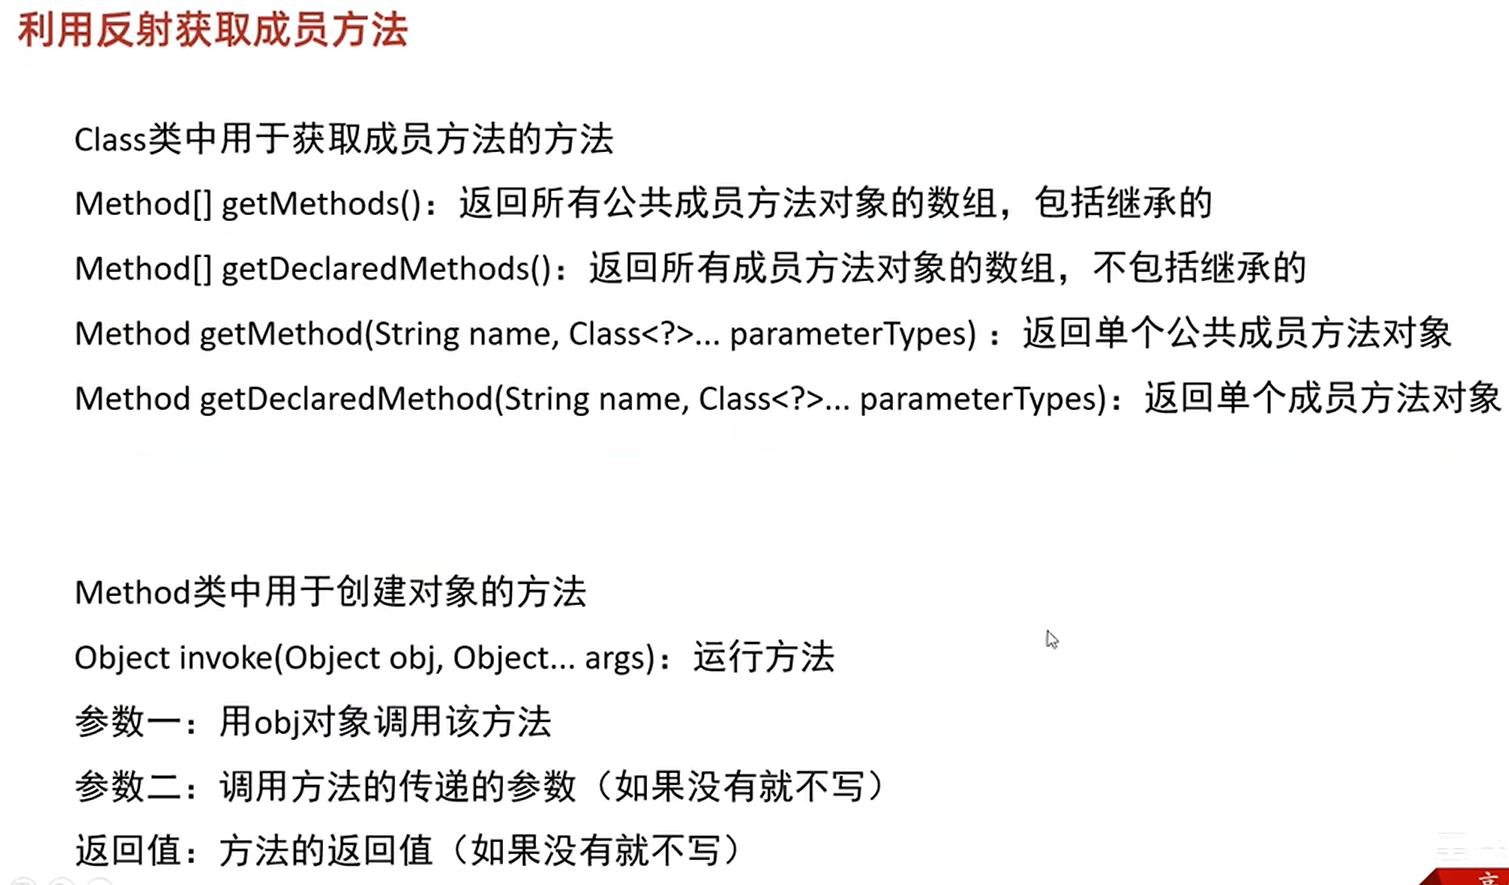 利用反射获取成员方法
Class类中用于获取成员方法的方法
Method[] getMethods()：返回所有公共成员方法对象的数组，包括继承的
Method[] getDeclaredMethods()：返回所有成员方法对象的数组，不包括继承的
Method getMethod(String name, Class<?>... parameterTypes) ：返回单个公共成员方法对象
Method getDeclaredMethod(String name, Class<?>... parameterTypes)：返回单个成员方法对象
Method类中用于创建对象的方法
Object invoke(Object obj, Object... args)：运行方法
参数一：用obj对象调用该方法
参数二：调用方法的传递的参数（如果没有就不写）
返回值：方法的返回值（如果没有就不写）